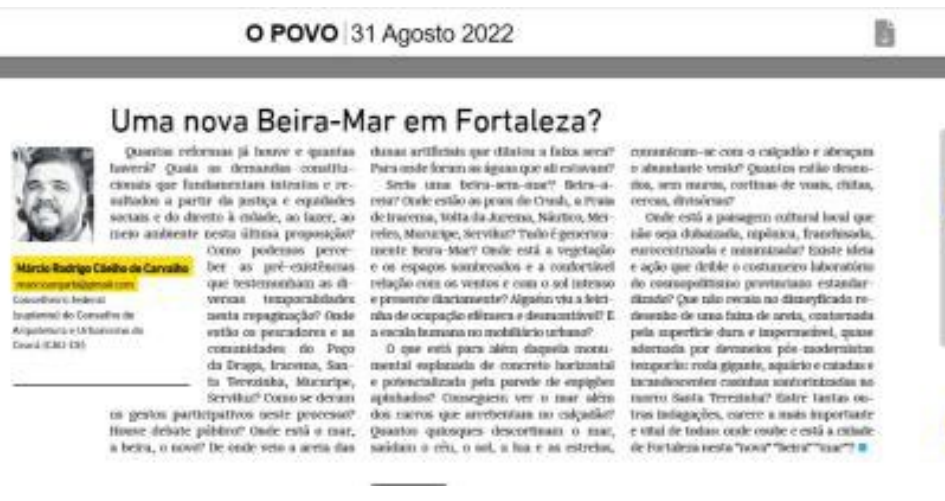 O POVO | 31 Agosto 2022
Uma nova Beira-Mar em Fortaleza?
Quantas reformas já houve e quantas
haverá? Quais as demandas constitu-
cionais que fundamentam intentos e re-
sultados a partir da justiça e equidades
sociais e do direito à cidade, ao lazer, ao
meio ambiente nesta última proposição?
Como podemos perce-
ber as pré-existências
que testemunham as di-
versas temporalidades
nesta repaginação? Onde
estão os pescadores e as
comunidades do Poço
da Draga, Iracema, San-
ta Terezinha, Mucuripe,
Serviluz? Como se deram
os gestos participativos neste processo?
Houve debate público? Onde está o mar,
a beira, o novo? De onde veio a areia das
Márcio Rodrigo Coelho de Carvalho
Conselheiro federal
(suplente) do Conselho de
Arquitetura e Urbanismo do
Ceará (CAU-CE)
dunas artificiais que dilatou a faixa seca?
Para onde foram as águas que ali estavam?
Seria uma beira-sem-mar? Beira-a-
reia? Onde estão as praias do Crush, a Praia
de Iracema, Volta da Jurema, Náutico, Mei-
reles, Mucuripe, Serviluz? Tudo é generica-
mente Beira-Mar? Onde está a vegetação
e os espaços sombreados e a confortável
relação com os ventos e com o sol intenso
e presente diariamente? Alguém viu a feiri-
nha de ocupação efêmera e desmontável? E
a escala humana no mobiliário urbano?
O que está para além daquela monu-
mental esplanada de concreto horizontal
e potencializada pela parede de espigões
apinhados? Conseguem ver o mar além
dos carros que arrebentam no calçadão?
Quantos quiosques descortinam o mar,
saúdam o céu, o sol, a lua e as estrelas,
comunicam-se com o calçadão e abraçam
o abundante vento? Quantos estão desnu-
dos, sem muros, cortinas de voais, chitas,
cercas, divisórias?
Onde está a paisagem cultural local que
não seja dubaizada, nipônica, franchisada,
eurocentrizada e minimizada? Existe ideia
e ação que drible o costumeiro laboratório
do cosmopolitismo provinciano estandar-
dizado? Que não recaia no disneyficado re-
desenho de uma faixa de areia, contornada
pela superfície dura e impermeável, quase
adornada por devaneios pós-modernistas
temporão: roda gigante, aquário e caiadas e
incandescentes casinhas santorinizadas no
morro Santa Terezinha? Entre tantas ou-
tras indagações, carece a mais importante
e vital de todas: onde coube e está a cidade
de Fortaleza nesta "nova" "beira" "mar"?